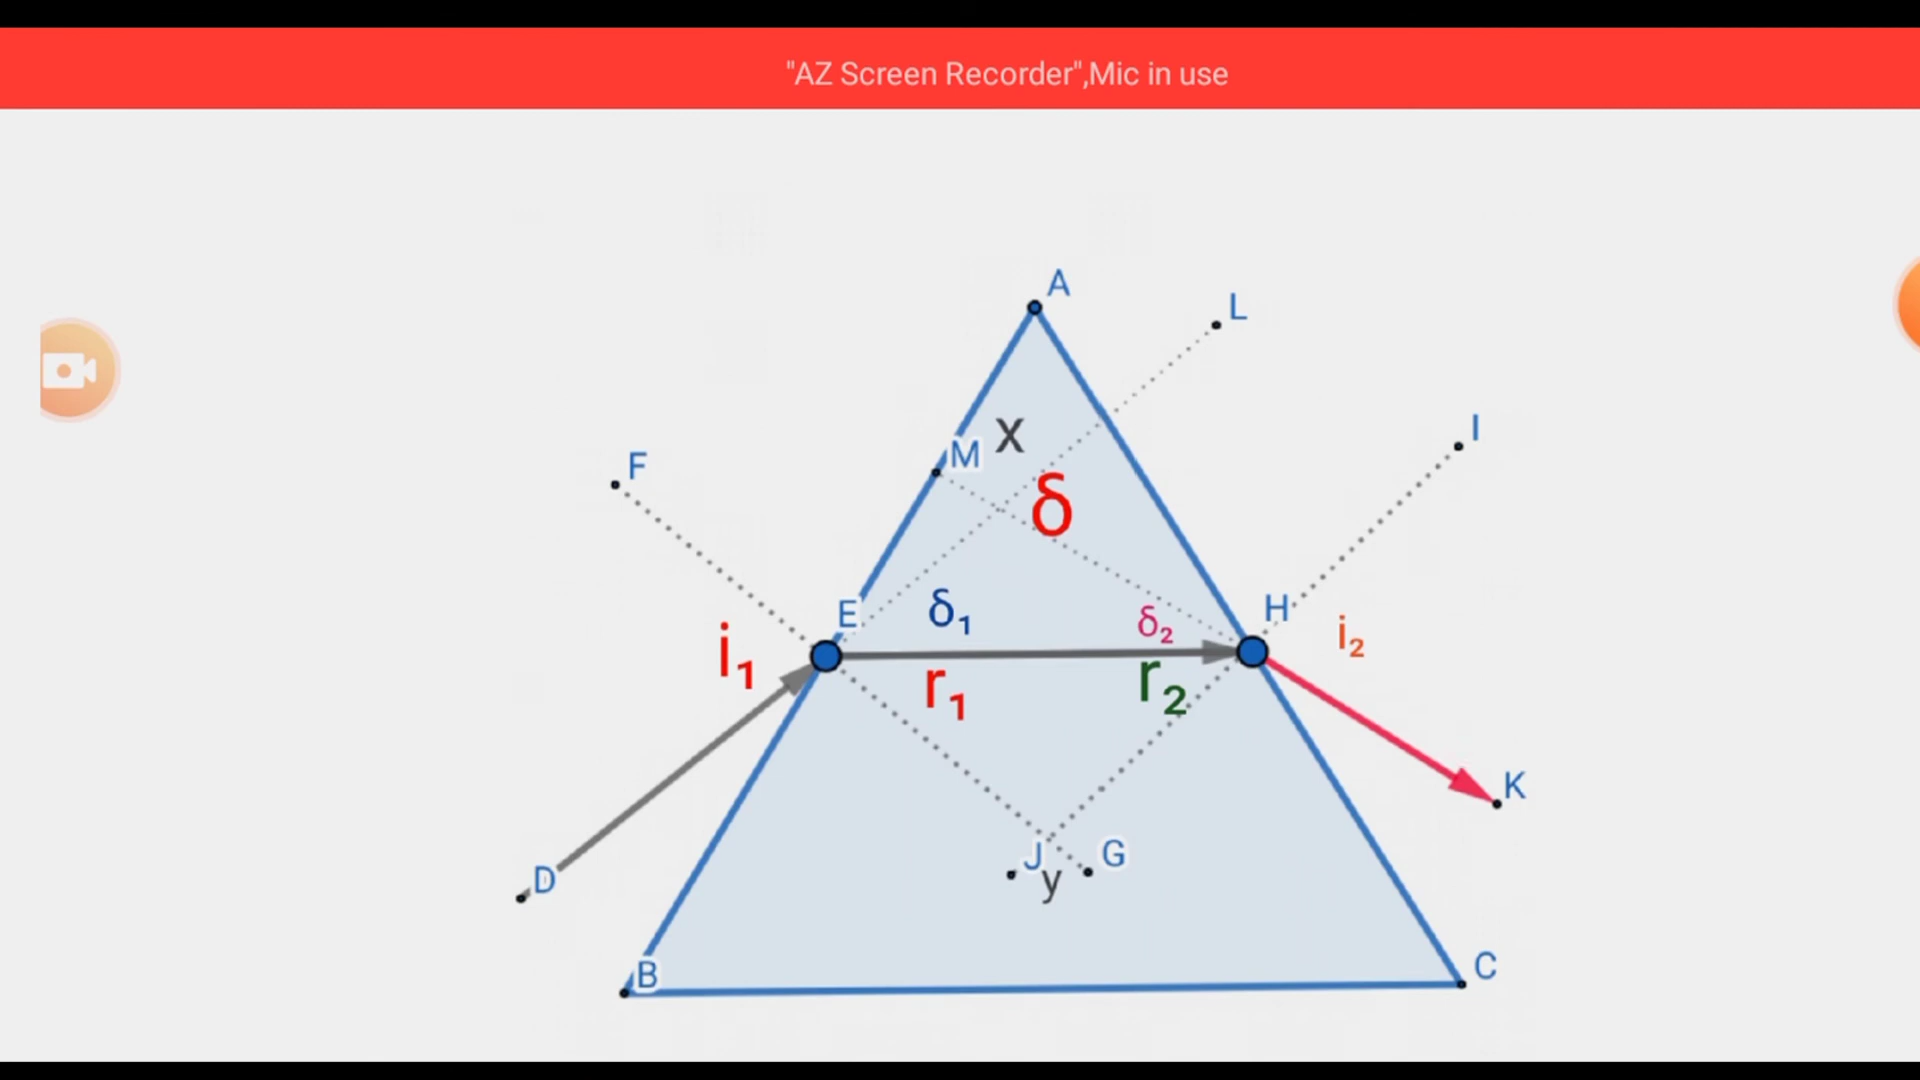 "AZ Screen Recorder",Mic in use
A
L
I
x
M
F
δ
E
δ₁
δ₂
H
i₂
i₁
r₁
r₂
K
J
G
y
D
B
C